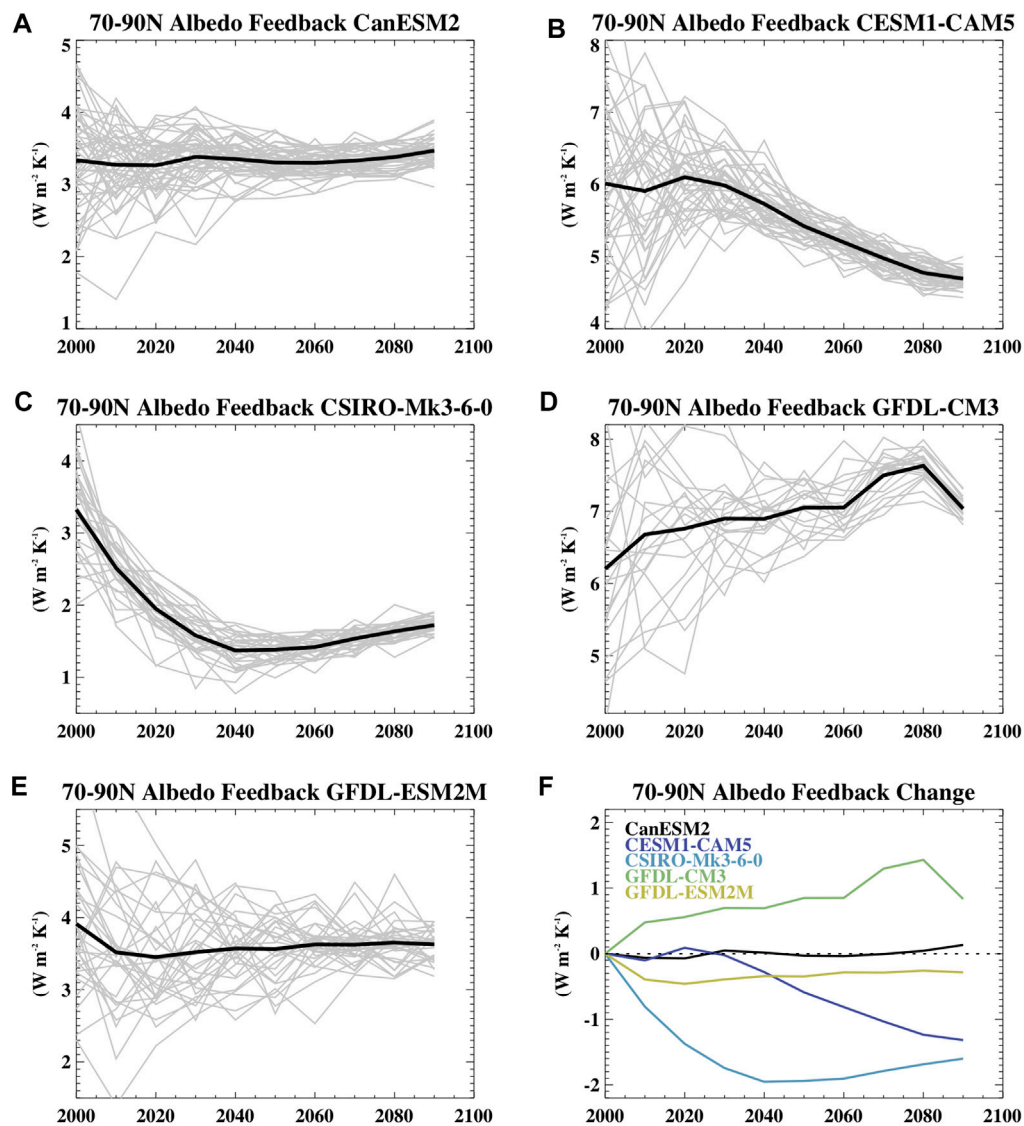 A
70-90N Albedo Feedback CanESM2
5
4
3
2
1
(W m⁻² K⁻¹)
2000 2020 2040 2060 2080 2100
B
70-90N Albedo Feedback CESM1-CAM5
8
7
6
5
4
(W m⁻² K⁻¹)
2000 2020 2040 2060 2080 2100
C
70-90N Albedo Feedback CSIRO-Mk3-6-0
4
3
2
1
(W m⁻² K⁻¹)
2000 2020 2040 2060 2080 2100
D
70-90N Albedo Feedback GFDL-CM3
8
7
6
5
(W m⁻² K⁻¹)
2000 2020 2040 2060 2080 2100
E
70-90N Albedo Feedback GFDL-ESM2M
5
4
3
2
(W m⁻² K⁻¹)
2000 2020 2040 2060 2080 2100
F
70-90N Albedo Feedback Change
CanESM2
CESM1-CAM5
CSIRO-Mk3-6-0
GFDL-CM3
GFDL-ESM2M
2
1
0
-1
-2
(W m⁻² K⁻¹)
2000 2020 2040 2060 2080 2100